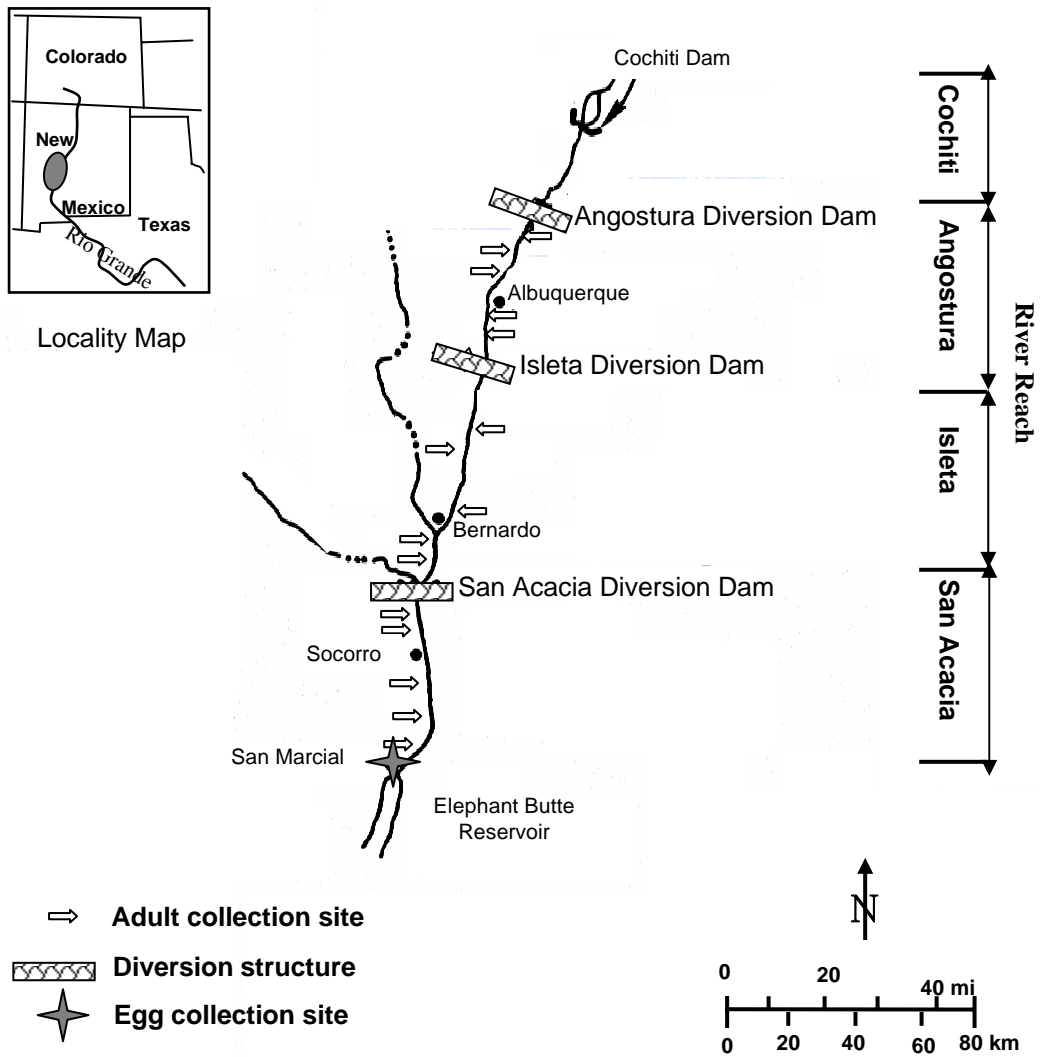 Colorado
New
Mexico
Texas
Rio Grande
Locality Map
Cochiti Dam
Angostura Diversion Dam
Albuquerque
Isleta Diversion Dam
Bernardo
San Acacia Diversion Dam
Socorro
San Marcial
Elephant Butte
Reservoir
Cochiti
Angostura
Isleta
San Acacia
River Reach
Adult collection site
Diversion structure
Egg collection site
N
0 20 40 mi
0 20 40 60 80 km